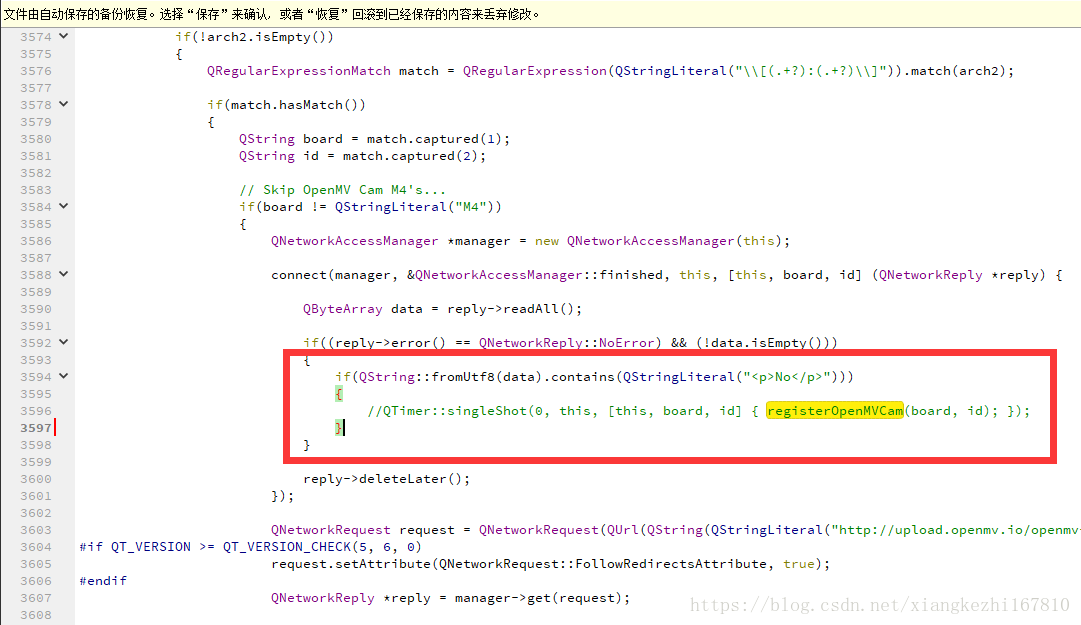 文件由自动保存的备份恢复。选择“保存”来确认，或者“恢复”回滚到已经保存的内容来丢弃修改。
3574 if(!arch2.isEmpty())
3575 {
3576 QRegularExpressionMatch match = QRegularExpression(QStringLiteral("\\[(.+?):(.+?)\\]")).match(arch2);
3577
3578 if(match.hasMatch())
3579 {
3580 QString board = match.captured(1);
3581 QString id = match.captured(2);
3582
3583 // Skip OpenMV Cam M4's...
3584 if(board != QStringLiteral("M4"))
3585 {
3586 QNetworkAccessManager *manager = new QNetworkAccessManager(this);
3587
3588 connect(manager, &QNetworkAccessManager::finished, this, [this, board, id] (QNetworkReply *reply) {
3589
3590 QByteArray data = reply->readAll();
3591
3592 if((reply->error() == QNetworkReply::NoError) && (!data.isEmpty()))
3593 {
3594 if(QString::fromUtf8(data).contains(QStringLiteral("<p>No</p>")))
3595 {
3596 //QTimer::singleShot(0, this, [this, board, id] { registerOpenMVCam(board, id); });
3597 }
3598 }
3599
3600 reply->deleteLater();
3601 });
3602
3603 QNetworkRequest request = QNetworkRequest(QUrl(QString(QStringLiteral("http://upload.openmv.io/openmv-
3604 #if QT_VERSION >= QT_VERSION_CHECK(5, 6, 0)
3605 request.setAttribute(QNetworkRequest::FollowRedirectsAttribute, true);
3606 #endif
3607 QNetworkReply *reply = manager->get(request);
3608
https://blog.csdn.net/xiangkezhi167810